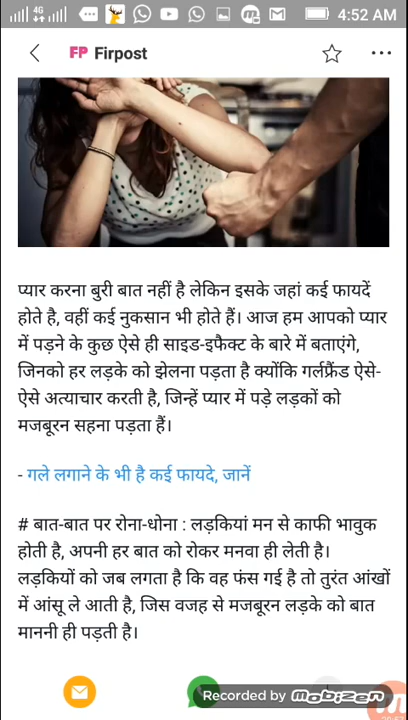 4G
4:52 AM
FP Firpost
प्यार करना बुरी बात नहीं है लेकिन इसके जहां कई फायदें
होते है, वहीं कई नुकसान भी होते हैं। आज हम आपको प्यार
में पड़ने के कुछ ऐसे ही साइड-इफैक्ट के बारे में बताएंगे,
जिनको हर लड़के को झेलना पड़ता है क्योंकि गर्लफ्रैंड ऐसे-
ऐसे अत्याचार करती है, जिन्हें प्यार में पड़े लड़कों को
मजबूरन सहना पड़ता हैं।
- गले लगाने के भी है कई फायदे, जानें
# बात-बात पर रोना-धोना : लड़कियां मन से काफी भावुक
होती है, अपनी हर बात को रोकर मनवा ही लेती है।
लड़कियों को जब लगता है कि वह फंस गई है तो तुरंत आंखों
में आंसू ले आती है, जिस वजह से मजबूरन लड़के को बात
माननी ही पड़ती है।
Recorded by mobizen